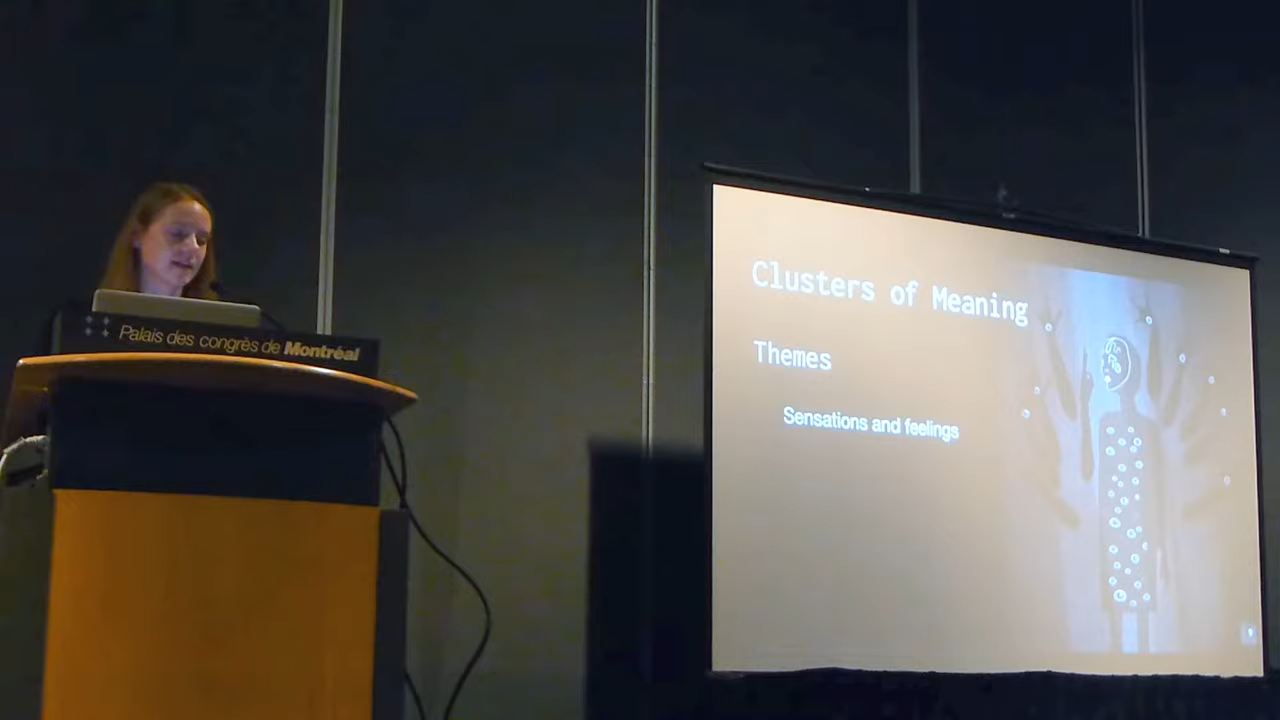 Palais des congrès de Montréal
Clusters of Meaning
Themes
Sensations and feelings